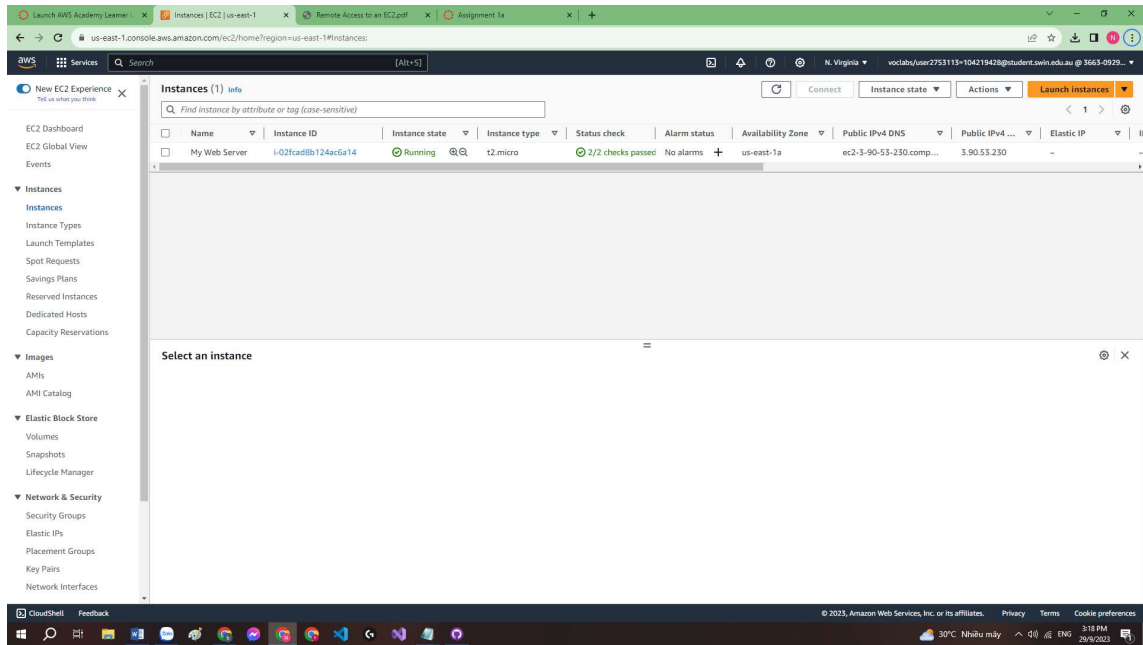 Launch AWS Academy Learner L
Instances | EC2 | us-east-1
Remote Access to an EC2.pdf
Assignment 1a
us-east-1.console.aws.amazon.com/ec2/home?region=us-east-1#Instances:
N
aws
Services
Search
[Alt+S]
N. Virginia
voclabs/user2753113=104219428@student.swin.edu.au @ 3663-0929...
New EC2 Experience
Tell us what you think
EC2 Dashboard
EC2 Global View
Events
Instances
Instances
Instance Types
Launch Templates
Spot Requests
Savings Plans
Reserved Instances
Dedicated Hosts
Capacity Reservations
Images
AMIs
AMI Catalog
Elastic Block Store
Volumes
Snapshots
Lifecycle Manager
Network & Security
Security Groups
Elastic IPs
Placement Groups
Key Pairs
Network Interfaces
Instances (1) Info
Connect
Instance state
Actions
Launch instances
Find instance by attribute or tag (case-sensitive)
1
Name Instance ID Instance state Instance type Status check Alarm status Availability Zone Public IPv4 DNS Public IPv4 ... Elastic IP
My Web Server i-02fcad8b124ac6a14 Running t2.micro 2/2 checks passed No alarms + us-east-1a ec2-3-90-53-230.comp... 3.90.53.230 – –
Select an instance
CloudShell Feedback
© 2023, Amazon Web Services, Inc. or its affiliates. Privacy Terms Cookie preferences
Zalo
30°C Nhiều mây
ENG
3:18 PM
29/9/2023